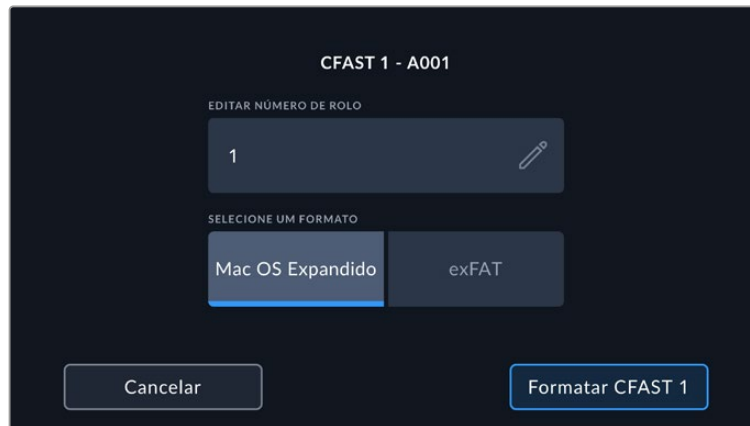 CFAST 1 - A001
EDITAR NÚMERO DE ROLO
1
SELECIONE UM FORMATO
Mac OS Expandido
exFAT
Cancelar
Formatar CFAST 1